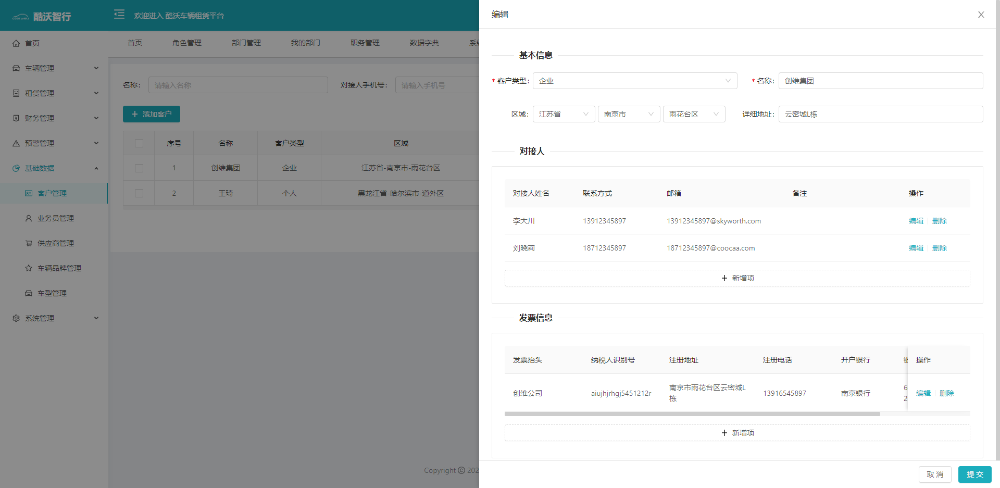 COOLWELL 酷沃智行
欢迎进入 酷沃车辆租赁平台
首页
车辆管理
租赁管理
财务管理
预警管理
基础数据
客户管理
业务员管理
供应商管理
车辆品牌管理
车型管理
系统管理
首页 角色管理 部门管理 我的部门 职务管理 数据字典
名称: 请输入名称 对接人手机号: 请输入手机号
+ 添加客户
序号 名称 客户类型 区域
1 创维集团 企业 江苏省-南京市-雨花台区
2 王琦 个人 黑龙江省-哈尔滨市-道外区
Copyright © 202
编辑 X
基本信息
* 客户类型: 企业 * 名称: 创维集团
区域: 江苏省 南京市 雨花台区 详细地址: 云密城L栋
对接人
对接人姓名 联系方式 邮箱 备注 操作
李大川 13912345897 13912345897@skyworth.com 编辑 删除
刘晓莉 18712345897 18712345897@coocaa.com 编辑 删除
+ 新增项
发票信息
发票抬头 纳税人识别号 注册地址 注册电话 开户银行 操作
创维公司 aiujhjrhgj5451212r 南京市雨花台区云密城L 13916545897 南京银行 6 编辑 删除
栋 2
+ 新增项
取 消 提 交